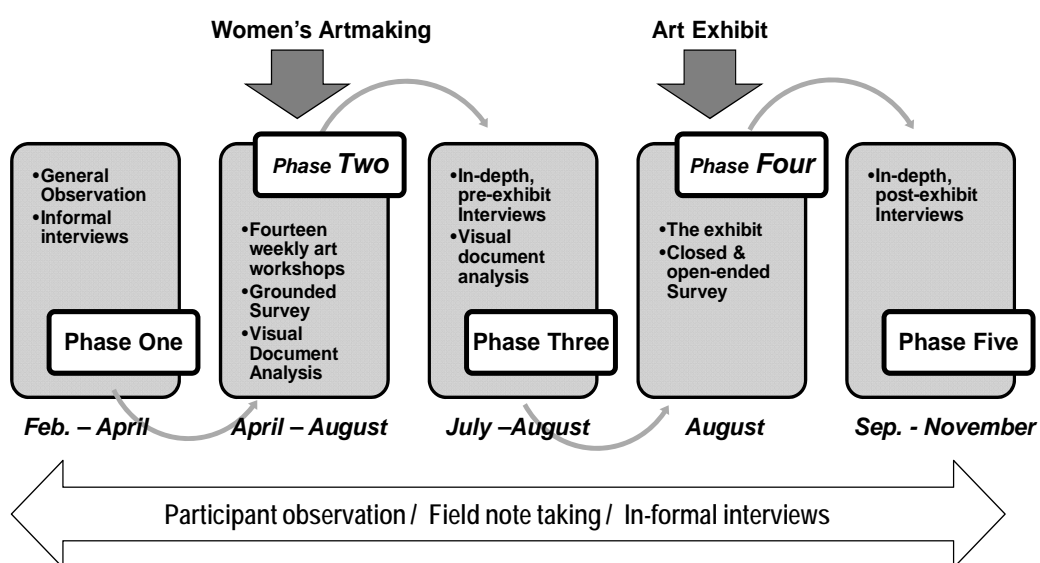 Women's Artmaking
Art Exhibit
•General
Observation
•Informal
interviews
Phase One
Phase Two
•Fourteen
weekly art
workshops
•Grounded
Survey
•Visual
Document
Analysis
•In-depth,
pre-exhibit
Interviews
•Visual
document
analysis
Phase Three
Phase Four
•The exhibit
•Closed &
open-ended
Survey
•In-depth,
post-exhibit
Interviews
Phase Five
Feb. – April
April – August
July –August
August
Sep. - November
Participant observation / Field note taking / In-formal interviews